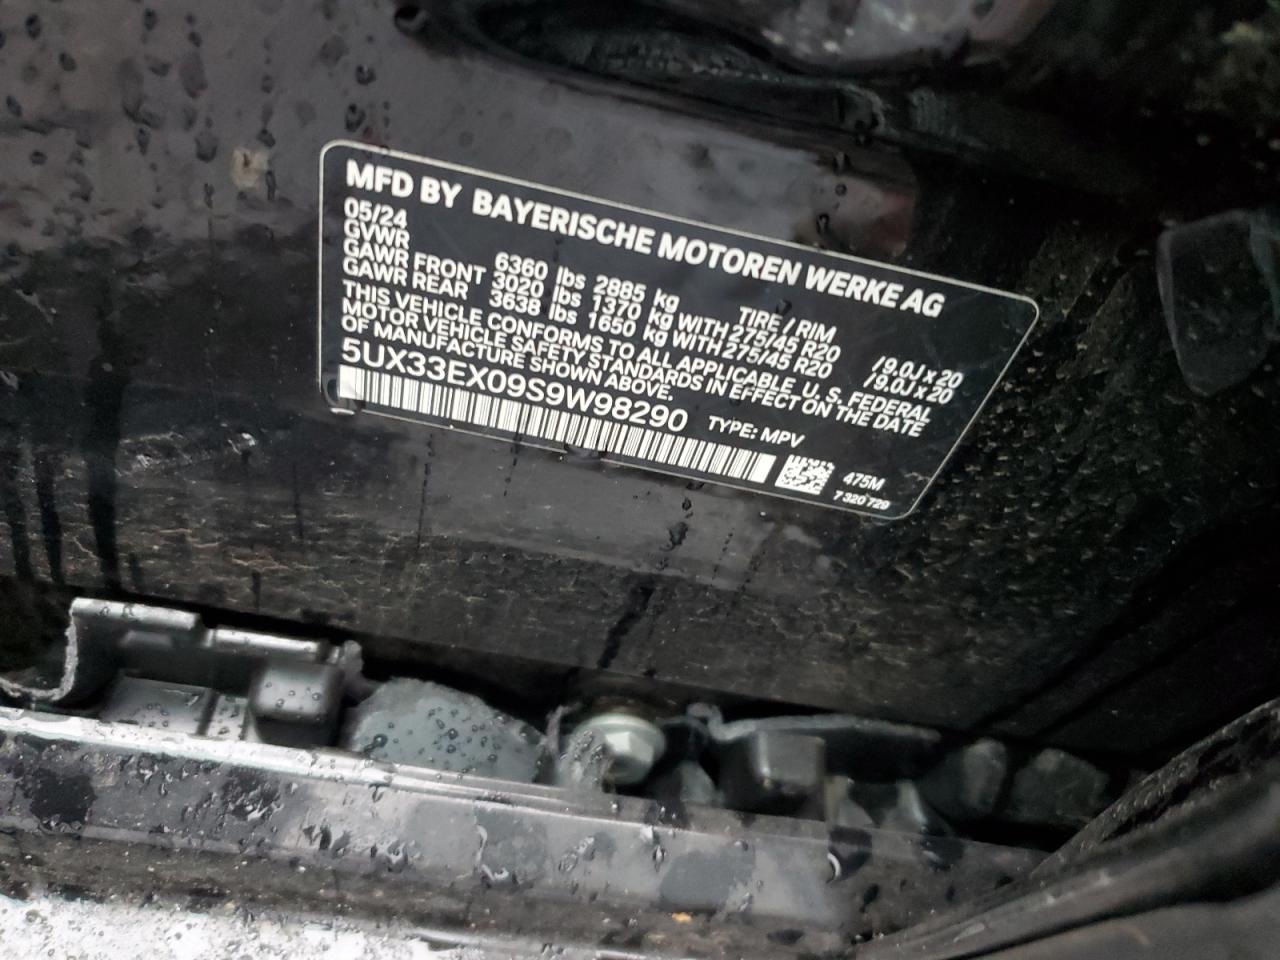 MFD BY BAYERISCHE MOTOREN WERKE AG
05/24 TIRE / RIM
GVWR 6360 lbs 2885 kg
GAWR FRONT 3020 lbs 1370 kg WITH 275/45 R20 /9.0J x 20
GAWR REAR 3638 lbs 1650 kg WITH 275/45 R20 /9.0J x 20
THIS VEHICLE CONFORMS TO ALL APPLICABLE U. S. FEDERAL
MOTOR VEHICLE SAFETY STANDARDS IN EFFECT ON THE DATE
OF MANUFACTURE SHOWN ABOVE.
5UX33EX09S9W98290 TYPE: MPV
475M
7 320 729